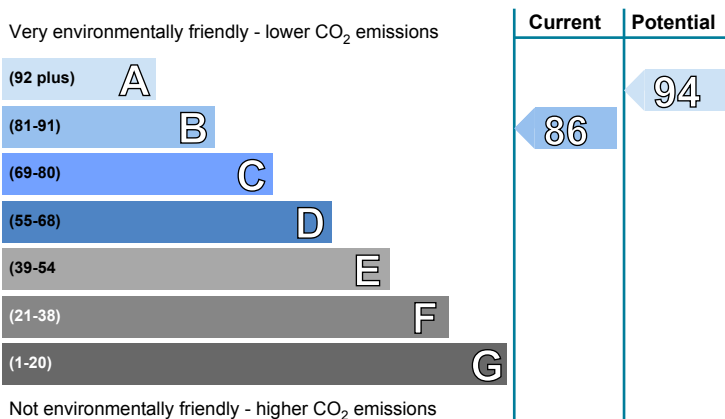 Current Potential
Very environmentally friendly - lower CO2 emissions
(92 plus) A
94
(81-91) B
86
(69-80) C
(55-68) D
(39-54 E
(21-38) F
(1-20) G
Not environmentally friendly - higher CO2 emissions